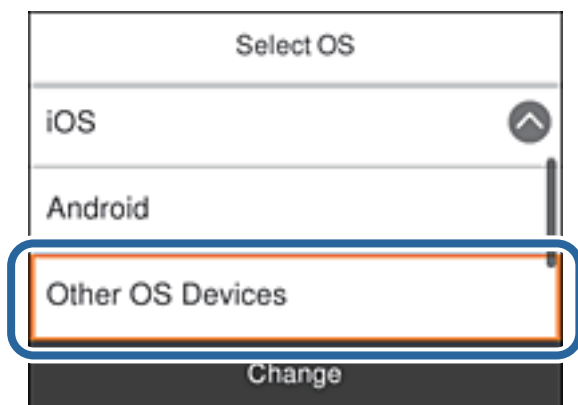 Select OS
iOS
Android
Other OS Devices
Change